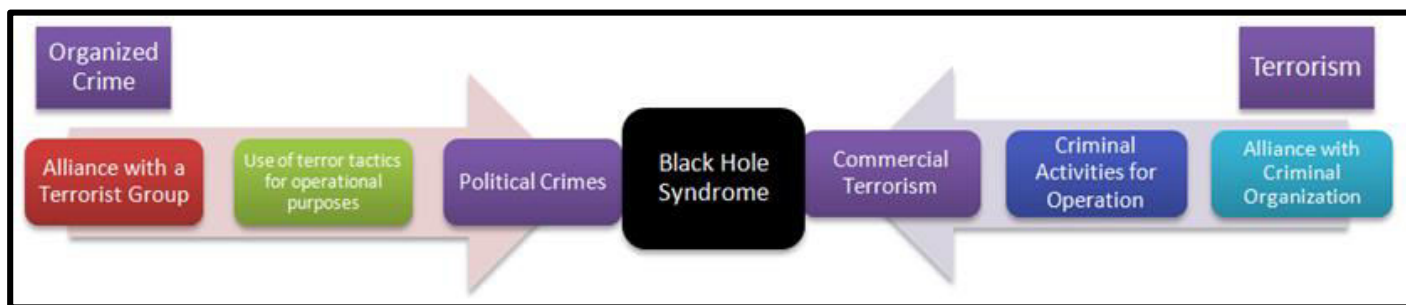 Organized
Crime
Terrorism
Alliance with a
Terrorist Group
Use of terror tactics
for operational
purposes
Political Crimes
Black Hole
Syndrome
Commercial
Terrorism
Criminal
Activities for
Operation
Alliance with
Criminal
Organization